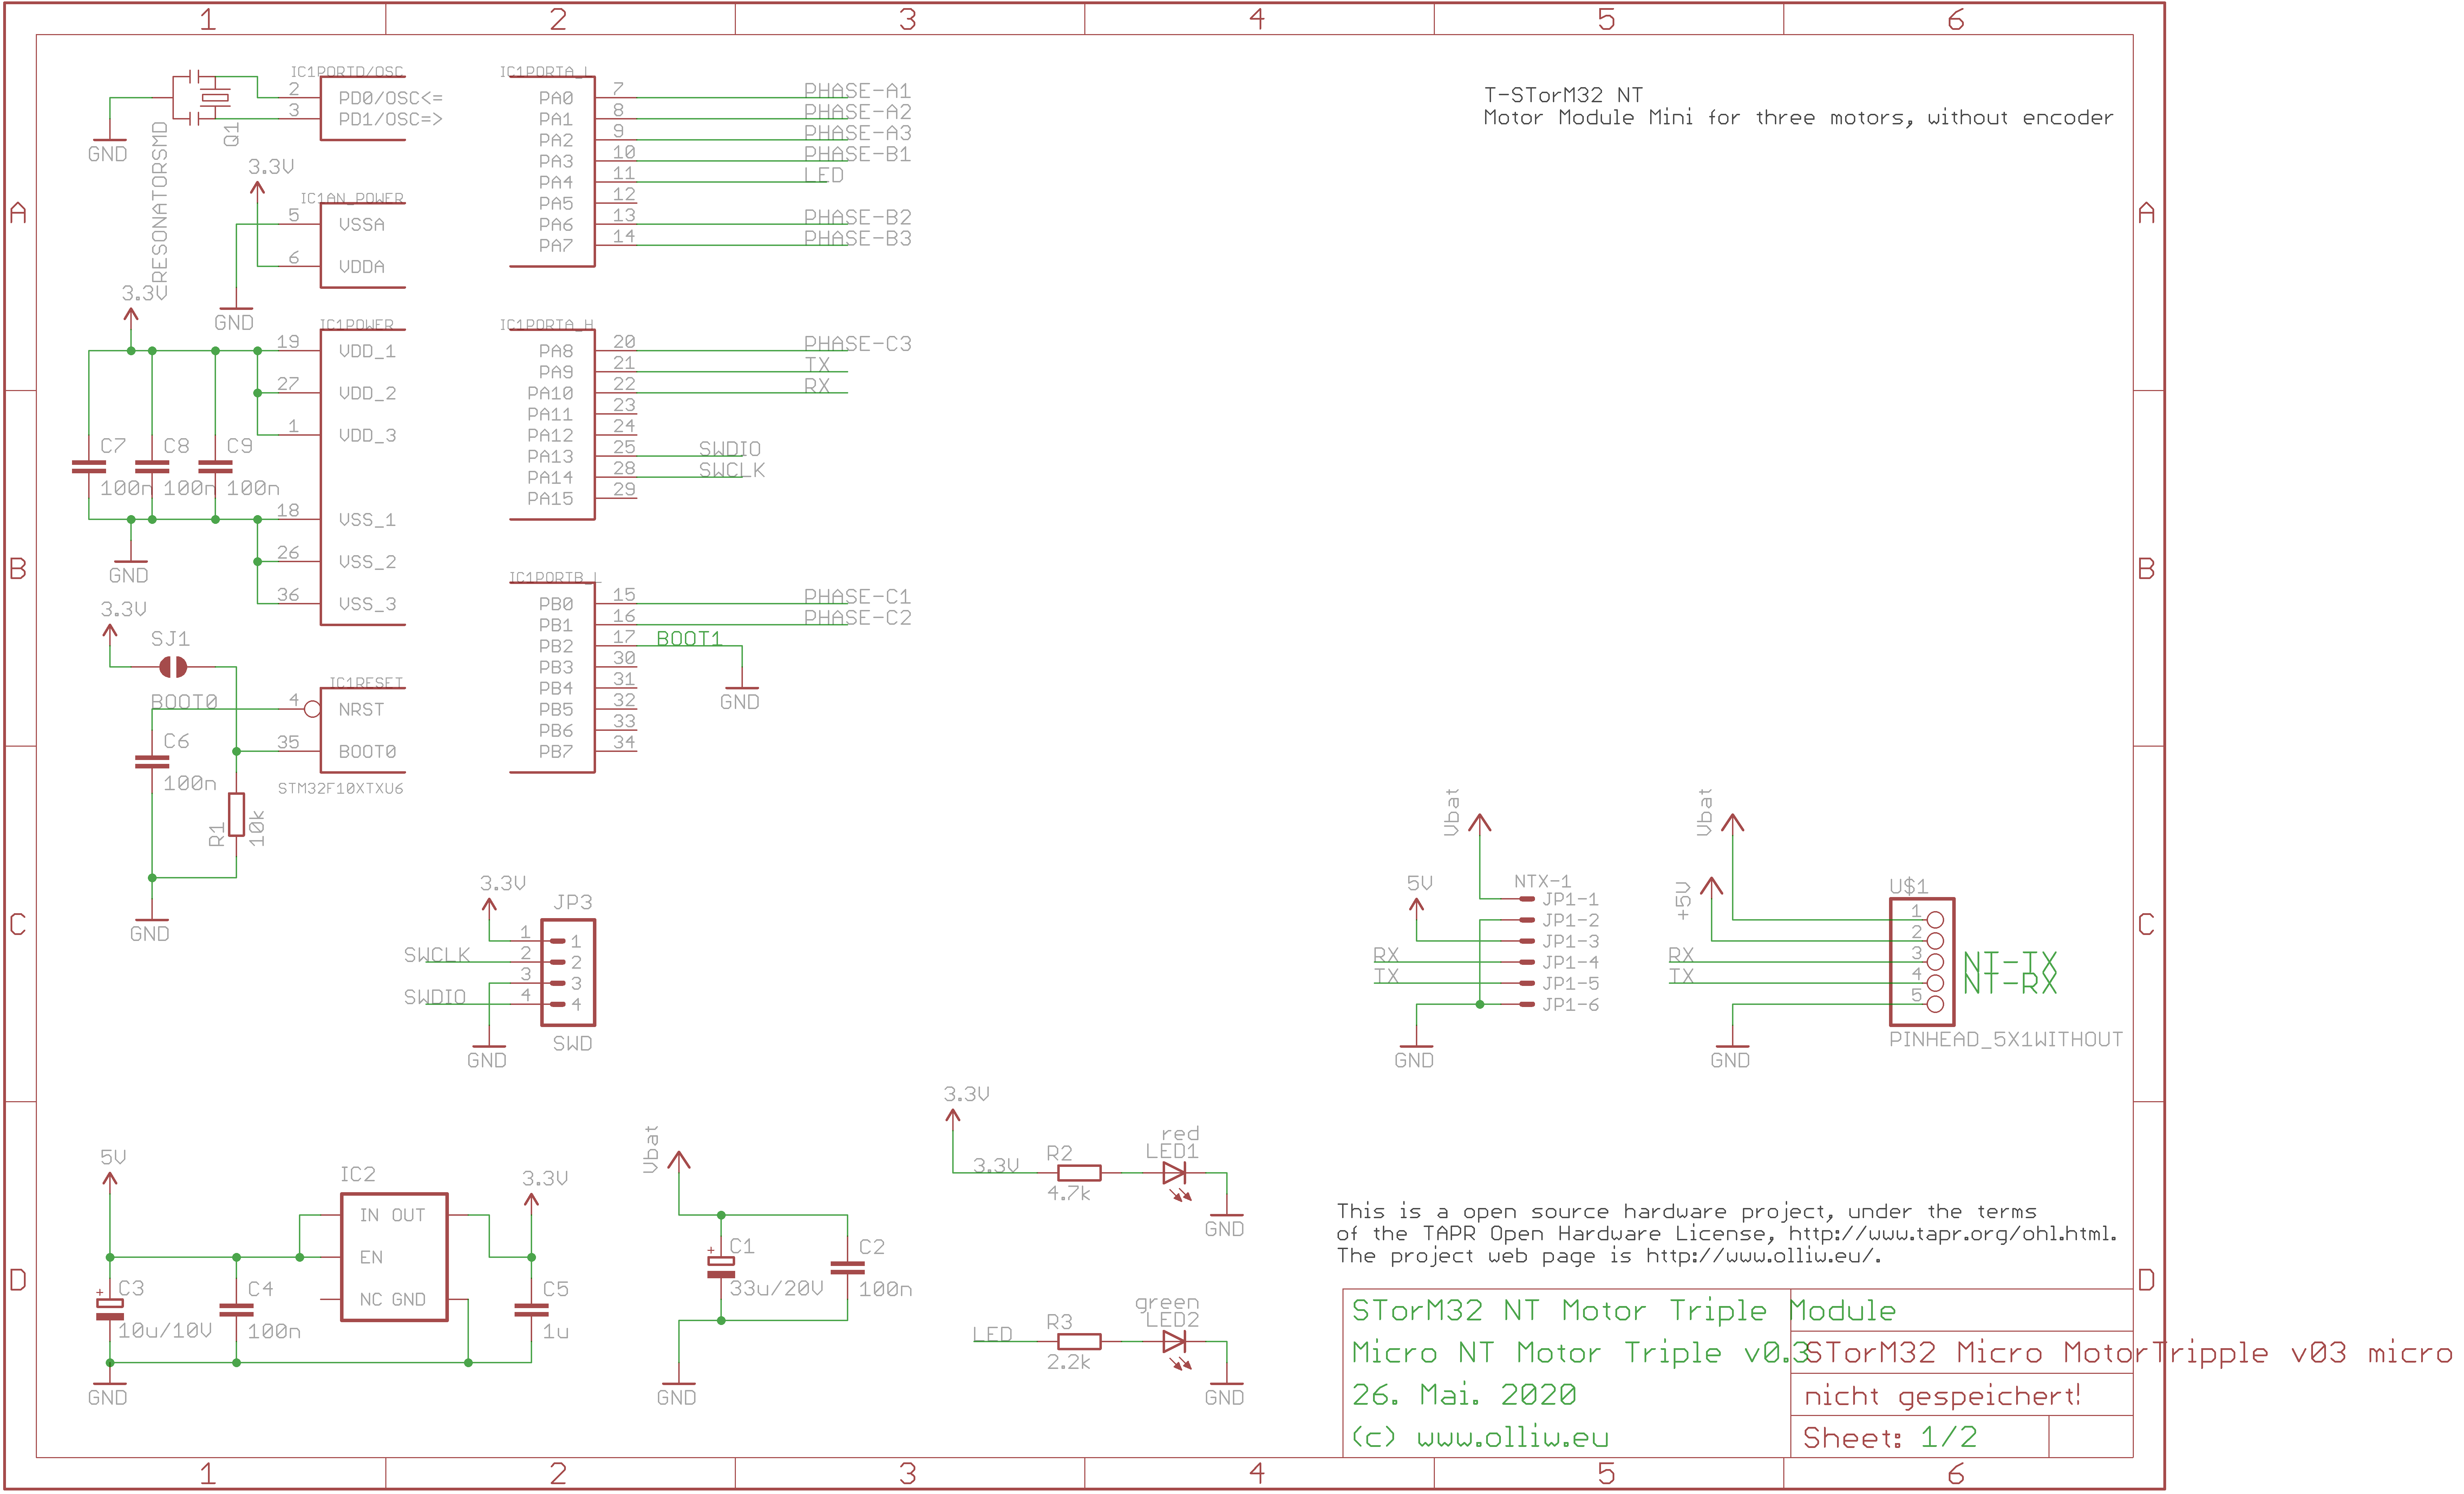 1 2 3 4 5 6
A
B
C
D
A
B
C
D
1 2 3 4 5 6
T-STorM32 NT
Motor Module Mini for three motors, without encoder
IC1PORTD/OSC
2 PD0/OSC<=
3 PD1/OSC=>
Q1
CRESONATORSMD
GND
3.3V
IC1AN_POWER
5 VSSA
6 VDDA
GND
3.3V
IC1POWER
19 VDD_1
27 VDD_2
1 VDD_3
18 VSS_1
26 VSS_2
36 VSS_3
C7 C8 C9
100n 100n 100n
GND
3.3V
SJ1
IC1RESET
BOOT0
4 NRST
35 BOOT0
STM32F10XTXU6
C6
100n
R1
10k
GND
IC1PORTA_L
PA0 7 PHASE-A1
PA1 8 PHASE-A2
PA2 9 PHASE-A3
PA3 10 PHASE-B1
PA4 11 LED
PA5 12
PA6 13 PHASE-B2
PA7 14 PHASE-B3
IC1PORTA_H
PA8 20 PHASE-C3
PA9 21 TX
PA10 22 RX
PA11 23
PA12 24
PA13 25 SWDIO
PA14 28 SWCLK
PA15 29
IC1PORTB_L
PB0 15 PHASE-C1
PB1 16 PHASE-C2
PB2 17 BOOT1
PB3 30
PB4 31
PB5 32
PB6 33
PB7 34
GND
3.3V
JP3
1 1
SWCLK 2 2
3 3
SWDIO 4 4
GND
SWD
Vbat
5V
NTX-1
JP1-1
JP1-2
JP1-3
RX JP1-4
TX JP1-5
JP1-6
GND
Vbat
+5V
U$1
1
2
RX 3 NT-TX
TX 4 NT-RX
5
GND
PINHEAD_5X1WITHOUT
5V
IC2
IN OUT
EN
NC GND
3.3V
C3
10u/10V
C4
100n
C5
1u
GND
Vbat
C1
33u/20V
C2
100n
GND
3.3V
3.3V
R2
4.7k
red
LED1
GND
LED
R3
2.2k
green
LED2
GND
This is a open source hardware project, under the terms
of the TAPR Open Hardware License, http://www.tapr.org/ohl.html.
The project web page is http://www.olliw.eu/.
STorM32 NT Motor Triple Module
Micro NT Motor Triple v0.3
STorM32 Micro MotorTripple v03 micro
26. Mai. 2020
nicht gespeichert!
(c) www.olliw.eu
Sheet: 1/2